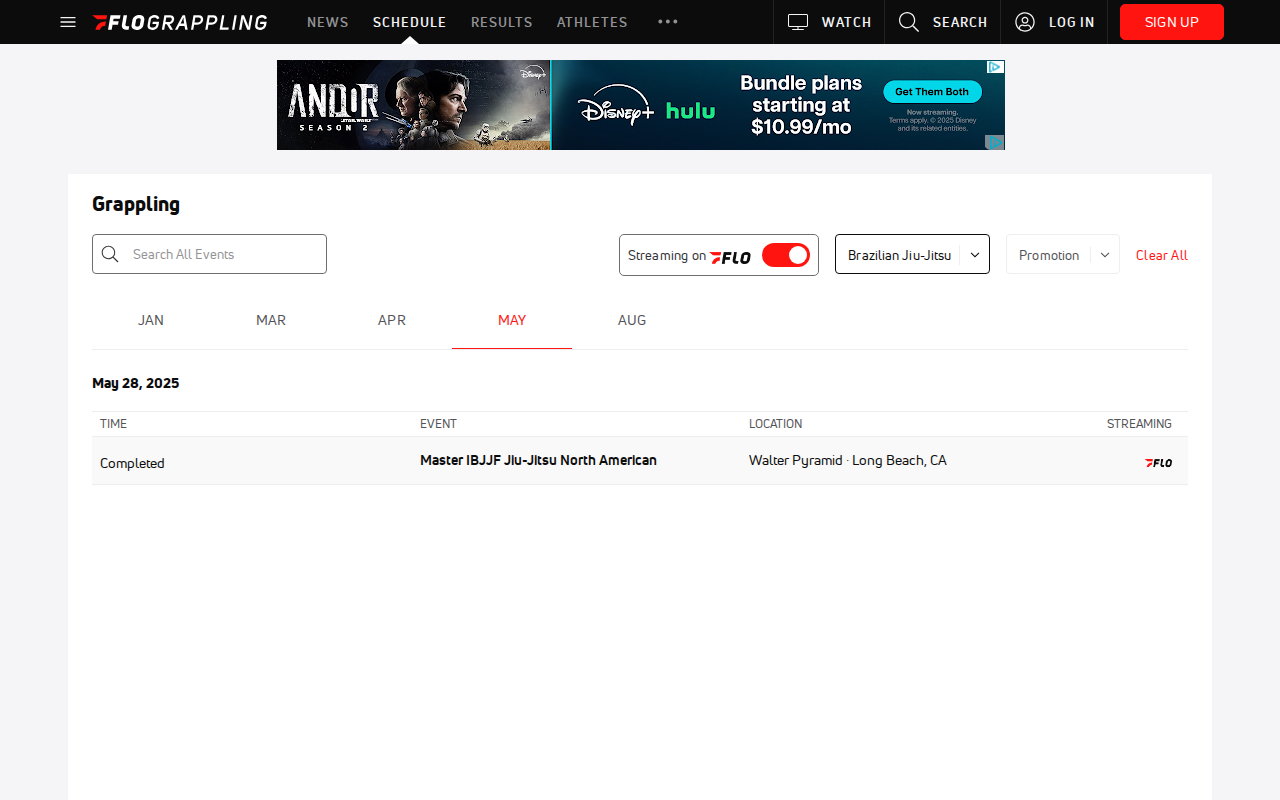 FLOGRAPPLING
NEWS
SCHEDULE
RESULTS
ATHLETES
WATCH
SEARCH
LOG IN
SIGN UP
ANDOR
SEASON 2
Disney+
Disney+
hulu
Bundle plans
starting at
$10.99/mo
Get Them Both
Now streaming.
Terms apply. © 2025 Disney
and its related entities.
Grappling
Search All Events
Streaming on FLO
Brazilian Jiu-Jitsu
Promotion
Clear All
JAN
MAR
APR
MAY
AUG
May 28, 2025
TIME
EVENT
LOCATION
STREAMING
Completed
Master IBJJF Jiu-Jitsu North American
Walter Pyramid · Long Beach, CA
FLO